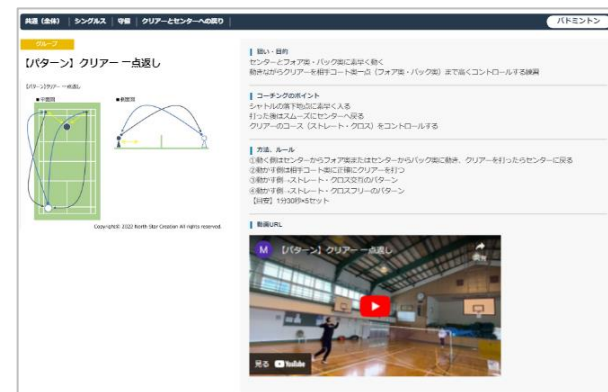 共通（全体） | シングルス | 守備 | クリアーとセンターへの戻り
バドミントン
グループ
【パターン】クリアー 一点返し
【パターン】クリアー 一点返し
■平面図
■側面図
Copyright© 2022 North Star Creation All rights reserved.
狙い・目的
センターとフォア奥・バック奥に素早く動く
動きながらクリアーを相手コート奥一点（フォア奥・バック奥）まで高くコントロールする練習
コーチングのポイント
シャトルの落下地点に素早く入る
打った後はスムーズにセンターへ戻る
クリアーのコース（ストレート・クロス）をコントロールする
方法、ルール
①動く側はセンターからフォア奥またはセンターからバック奥に動き、クリアーを打ったらセンターに戻る
②動かす側は相手コート奥に正確にクリアーを打つ
③動かす側→ストレート・クロス交互のパターン
④動かす側→ストレート・クロスフリーのパターン
【目安】1分30秒×5セット
動画URL
M 【パターン】クリアー 一点返し
共有
見る YouTube